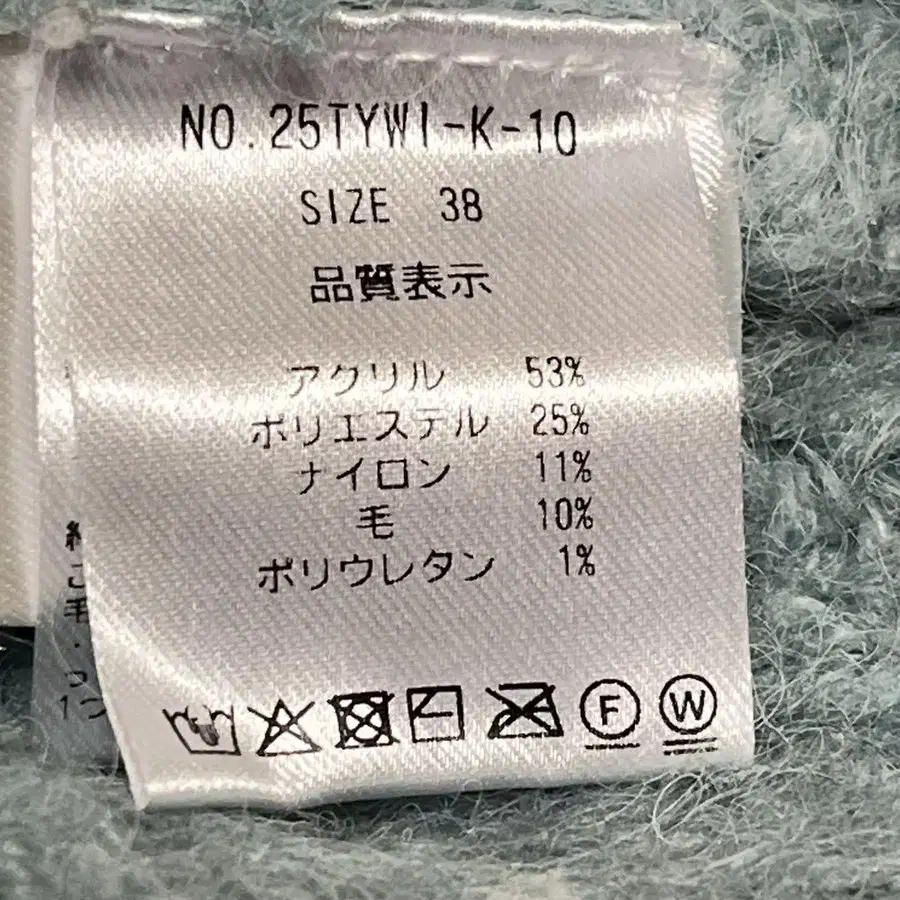 NO.25TYWI-K-10
SIZE 38
品質表示
アクリル 53%
ポリエステル 25%
ナイロン 11%
毛 10%
ポリウレタン 1%
F W